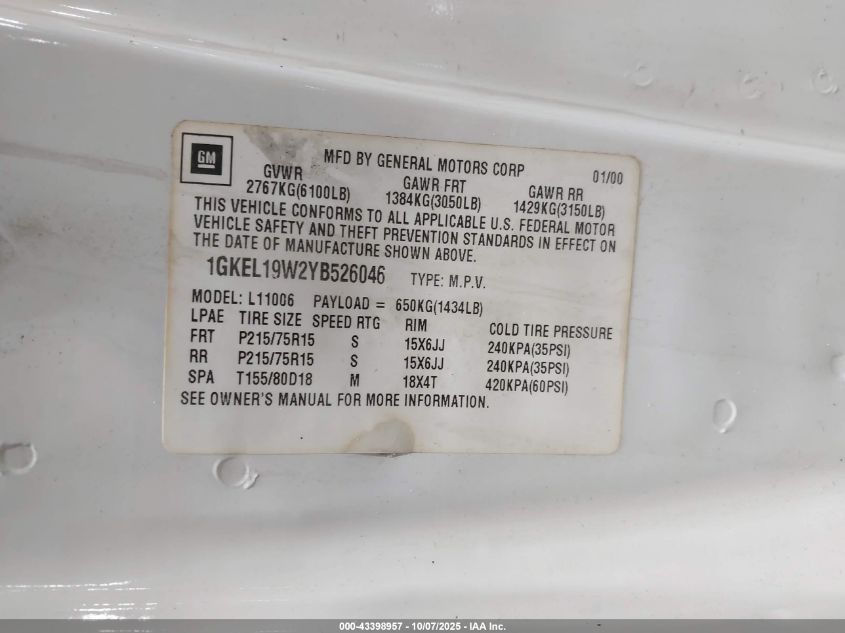 GM
MFD BY GENERAL MOTORS CORP 01/00
GVWR GAWR FRT GAWR RR
2767KG(6100LB) 1384KG(3050LB) 1429KG(3150LB)
THIS VEHICLE CONFORMS TO ALL APPLICABLE U.S. FEDERAL MOTOR
VEHICLE SAFETY AND THEFT PREVENTION STANDARDS IN EFFECT ON
THE DATE OF MANUFACTURE SHOWN ABOVE.
1GKEL19W2YB526046 TYPE: M.P.V.
MODEL: L11006 PAYLOAD = 650KG(1434LB)
LPAE TIRE SIZE SPEED RTG RIM COLD TIRE PRESSURE
FRT P215/75R15 S 15X6JJ 240KPA(35PSI)
RR P215/75R15 S 15X6JJ 240KPA(35PSI)
SPA T155/80D18 M 18X4T 420KPA(60PSI)
SEE OWNER'S MANUAL FOR MORE INFORMATION.
000-43398957 - 10/07/2025 - IAA Inc.